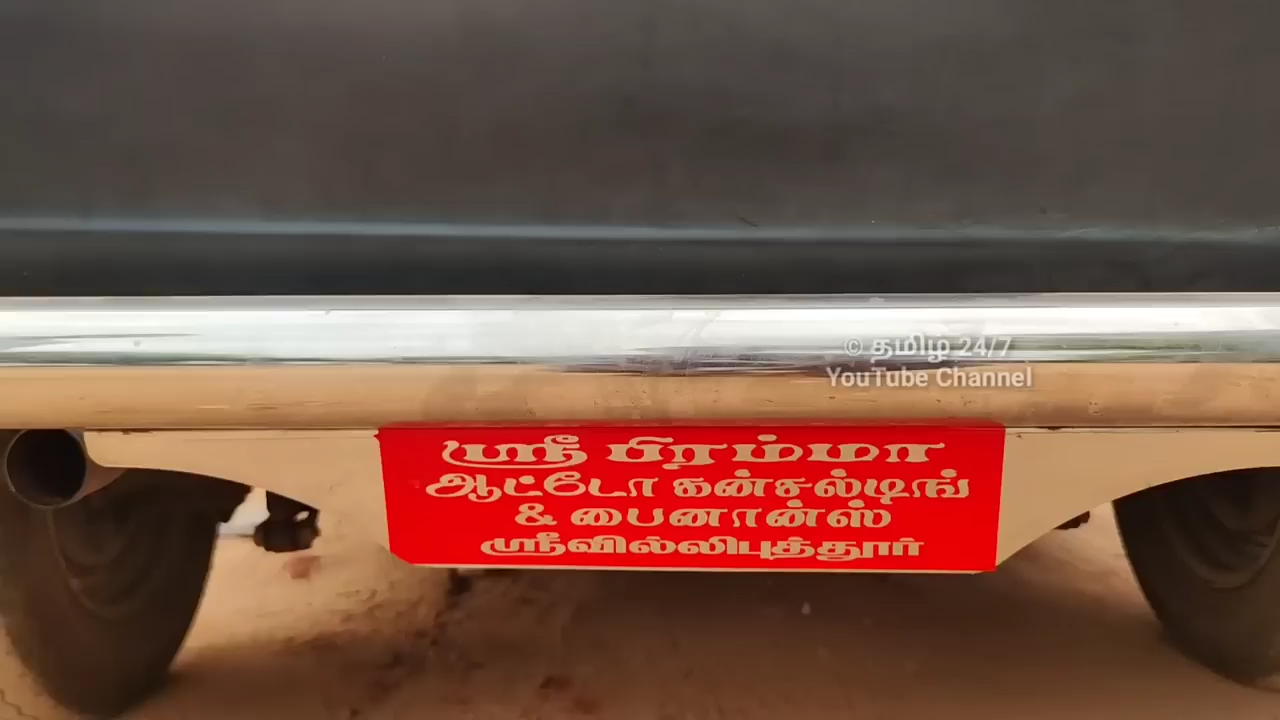 © தமிழ் 24/7
YouTube Channel
ஸ்ரீ பிரம்மா
ஆட்டோ கன்சல்டிங்
& பைனான்ஸ்
ஸ்ரீவில்லிபுத்தூர்